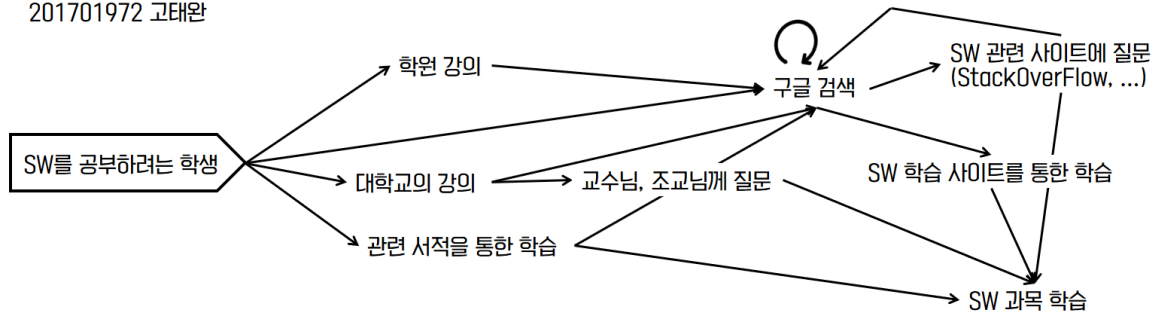 201701972 고태완
학원 강의
구글 검색
SW 관련 사이트에 질문
(StackOverFlow, ...)
SW를 공부하려는 학생
대학교의 강의
교수님, 조교님께 질문
SW 학습 사이트를 통한 학습
관련 서적을 통한 학습
SW 과목 학습